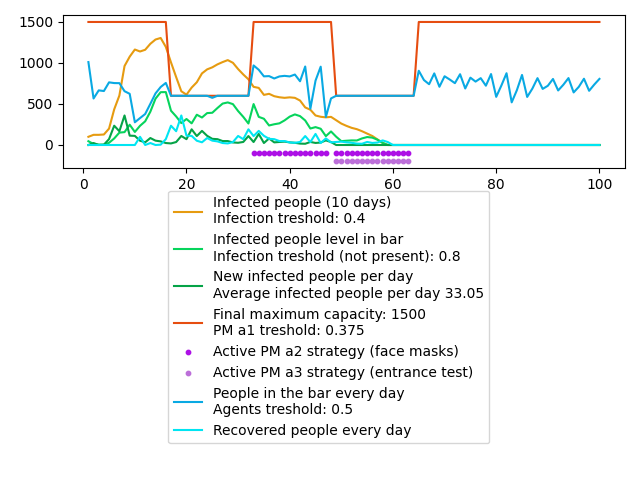 1500
1000
500
0
0 20 40 60 80 100
Infected people (10 days)
Infection treshold: 0.4
Infected people level in bar
Infection treshold (not present): 0.8
New infected people per day
Average infected people per day 33.05
Final maximum capacity: 1500
PM a1 treshold: 0.375
Active PM a2 strategy (face masks)
Active PM a3 strategy (entrance test)
People in the bar every day
Agents treshold: 0.5
Recovered people every day